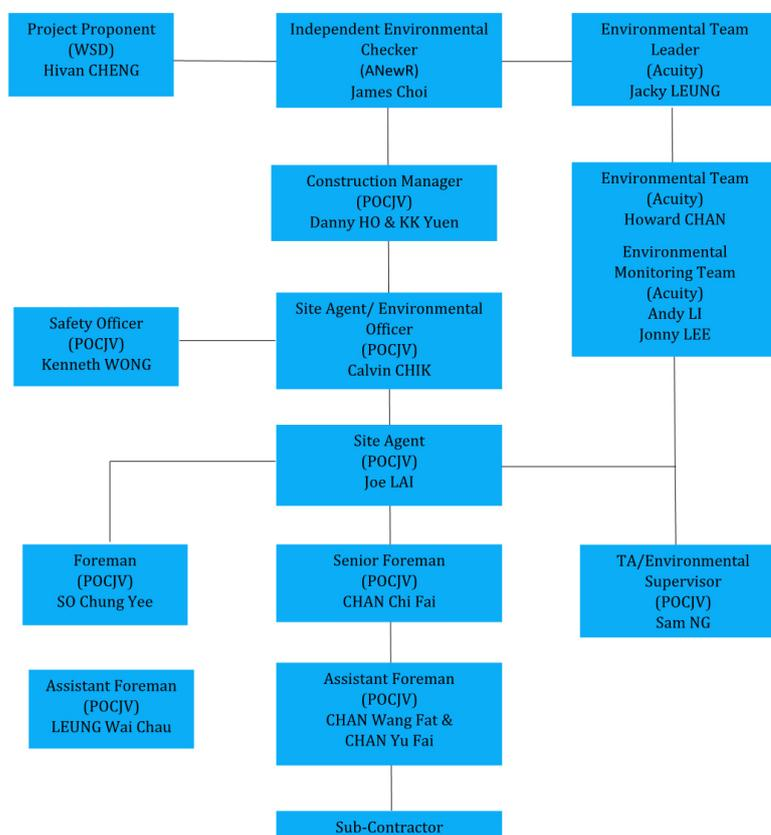 Project Proponent
(WSD)
Hivan CHENG
Independent Environmental
Checker
(ANewR)
James Choi
Environmental Team
Leader
(Acuity)
Jacky LEUNG
Construction Manager
(POCJV)
Danny HO & KK Yuen
Environmental Team
(Acuity)
Howard CHAN
Environmental
Monitoring Team
(Acuity)
Andy LI
Jonny LEE
Safety Officer
(POCJV)
Kenneth WONG
Site Agent/ Environmental
Officer
(POCJV)
Calvin CHIK
Site Agent
(POCJV)
Joe LAI
Foreman
(POCJV)
SO Chung Yee
Senior Foreman
(POCJV)
CHAN Chi Fai
TA/Environmental
Supervisor
(POCJV)
Sam NG
Assistant Foreman
(POCJV)
LEUNG Wai Chau
Assistant Foreman
(POCJV)
CHAN Wang Fat &
CHAN Yu Fai
Sub-Contractor